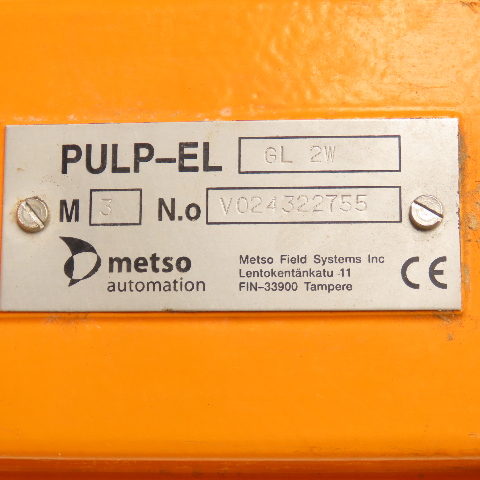 PULP-EL GL 2W
M 3 N.o V024322755
metso
automation
Metso Field Systems Inc
Lentokentänkatu 11
FIN-33900 Tampere
CE